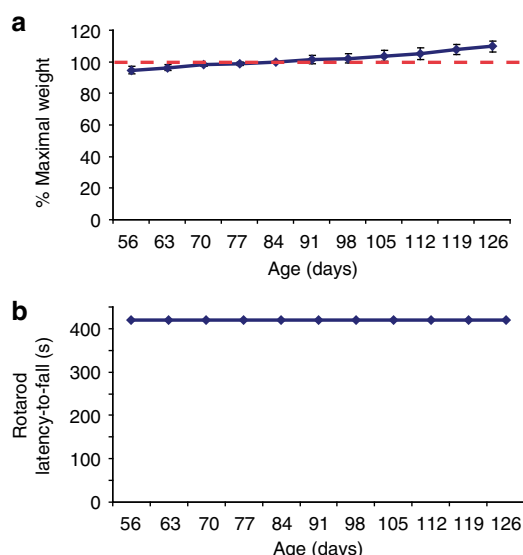 a
120
100
80
60
40
20
0
% Maximal weight
56 63 70 77 84 91 98 105 112 119 126
Age (days)
b
400
300
200
100
0
Rotarod
latency-to-fall (s)
56 63 70 77 84 91 98 105 112 119 126
Age (days)